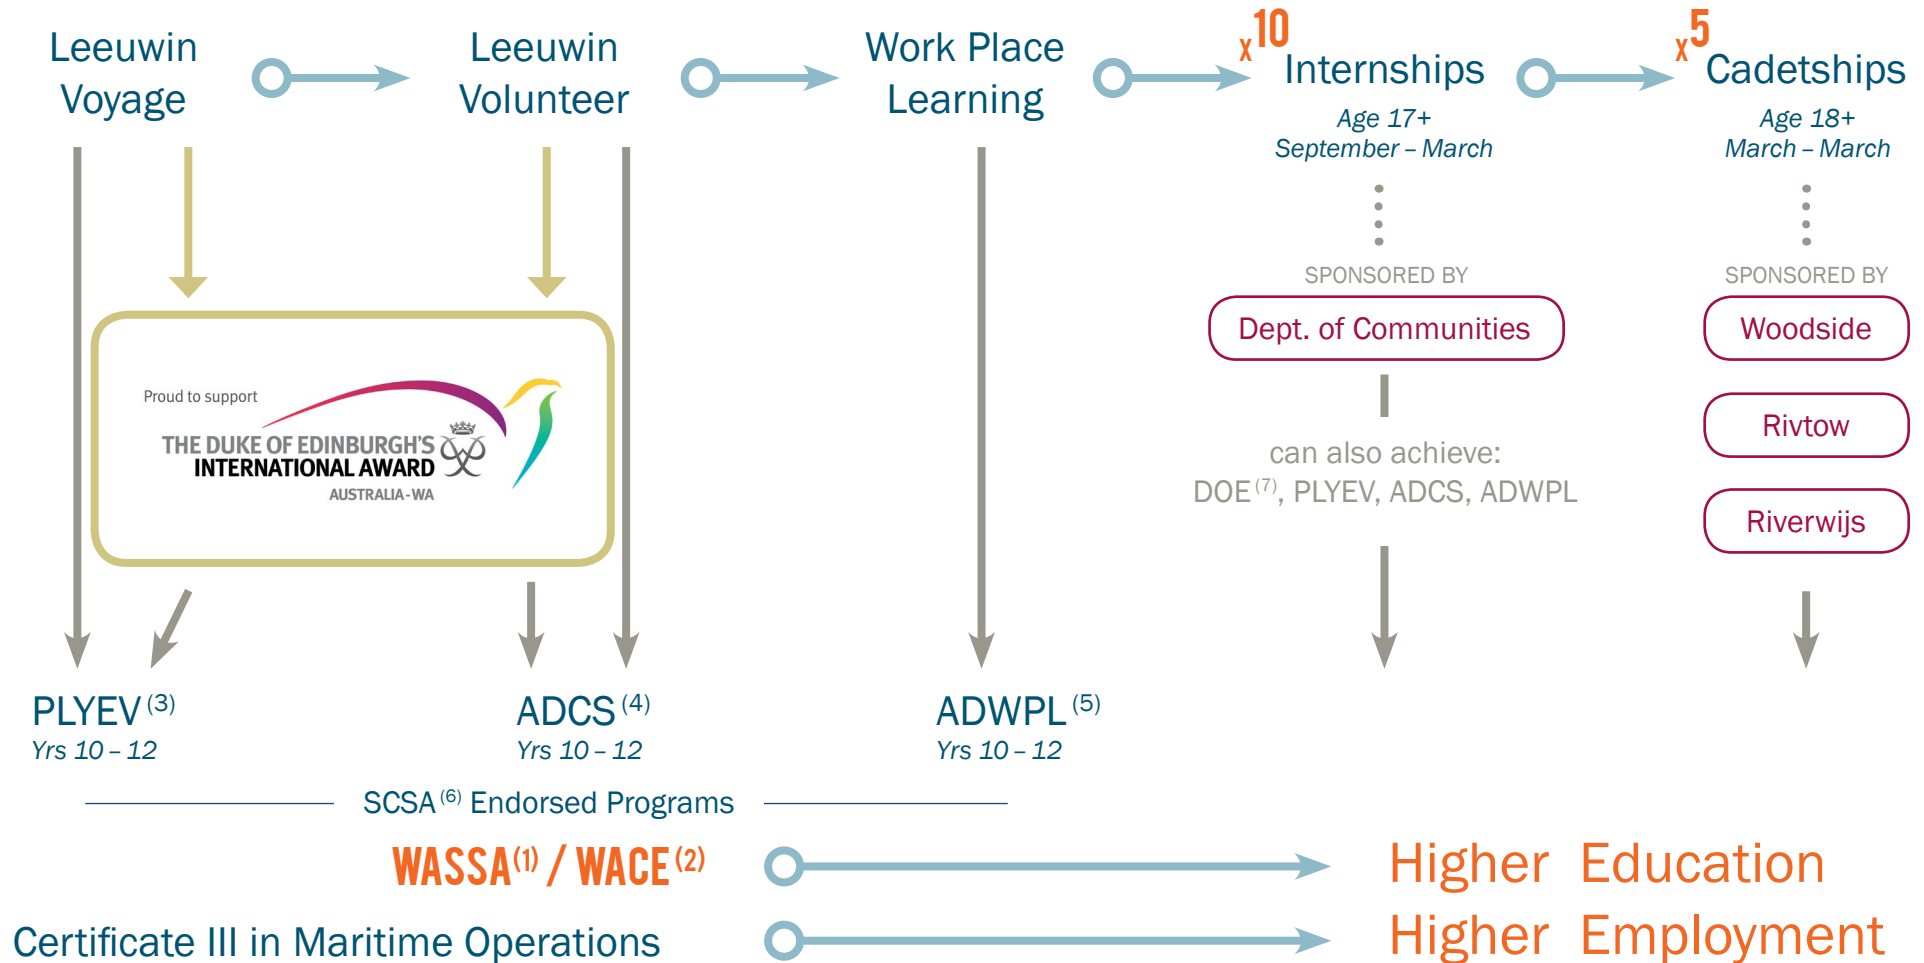 Leeuwin
Voyage
Leeuwin
Volunteer
Work Place
Learning
x10
Internships
Age 17+
September – March
x5
Cadetships
Age 18+
March – March
SPONSORED BY
Dept. of Communities
can also achieve:
DOE (7), PLYEV, ADCS, ADWPL
SPONSORED BY
Woodside
Rivtow
Riverwijs
Proud to support
THE DUKE OF EDINBURGH'S
INTERNATIONAL AWARD
AUSTRALIA-WA
PLYEV (3)
Yrs 10 – 12
ADCS (4)
Yrs 10 – 12
ADWPL (5)
Yrs 10 – 12
SCSA (6) Endorsed Programs
WASSA(1) / WACE (2)
Higher Education
Certificate III in Maritime Operations
Higher Employment